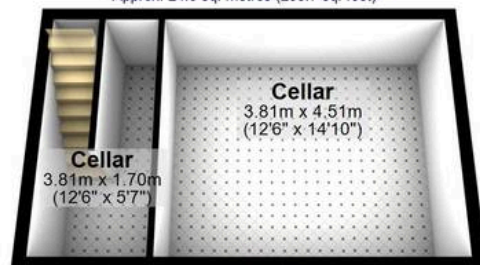 Cellar
3.81m x 4.51m
(12'6" x 14'10")
Cellar
3.81m x 1.70m
(12'6" x 5'7")